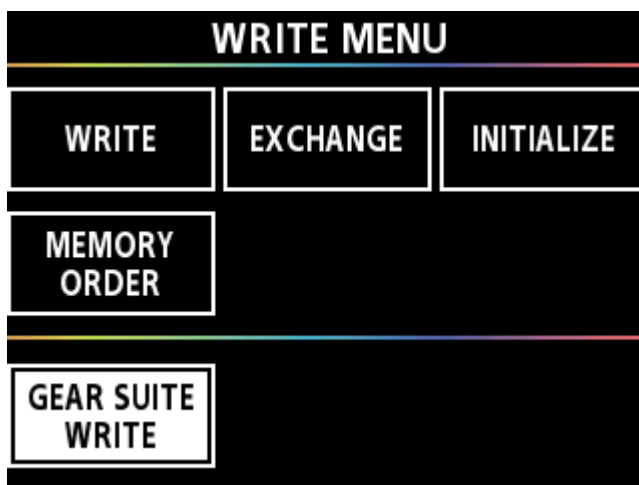 WRITE MENU
WRITE
EXCHANGE
INITIALIZE
MEMORY
ORDER
GEAR SUITE
WRITE